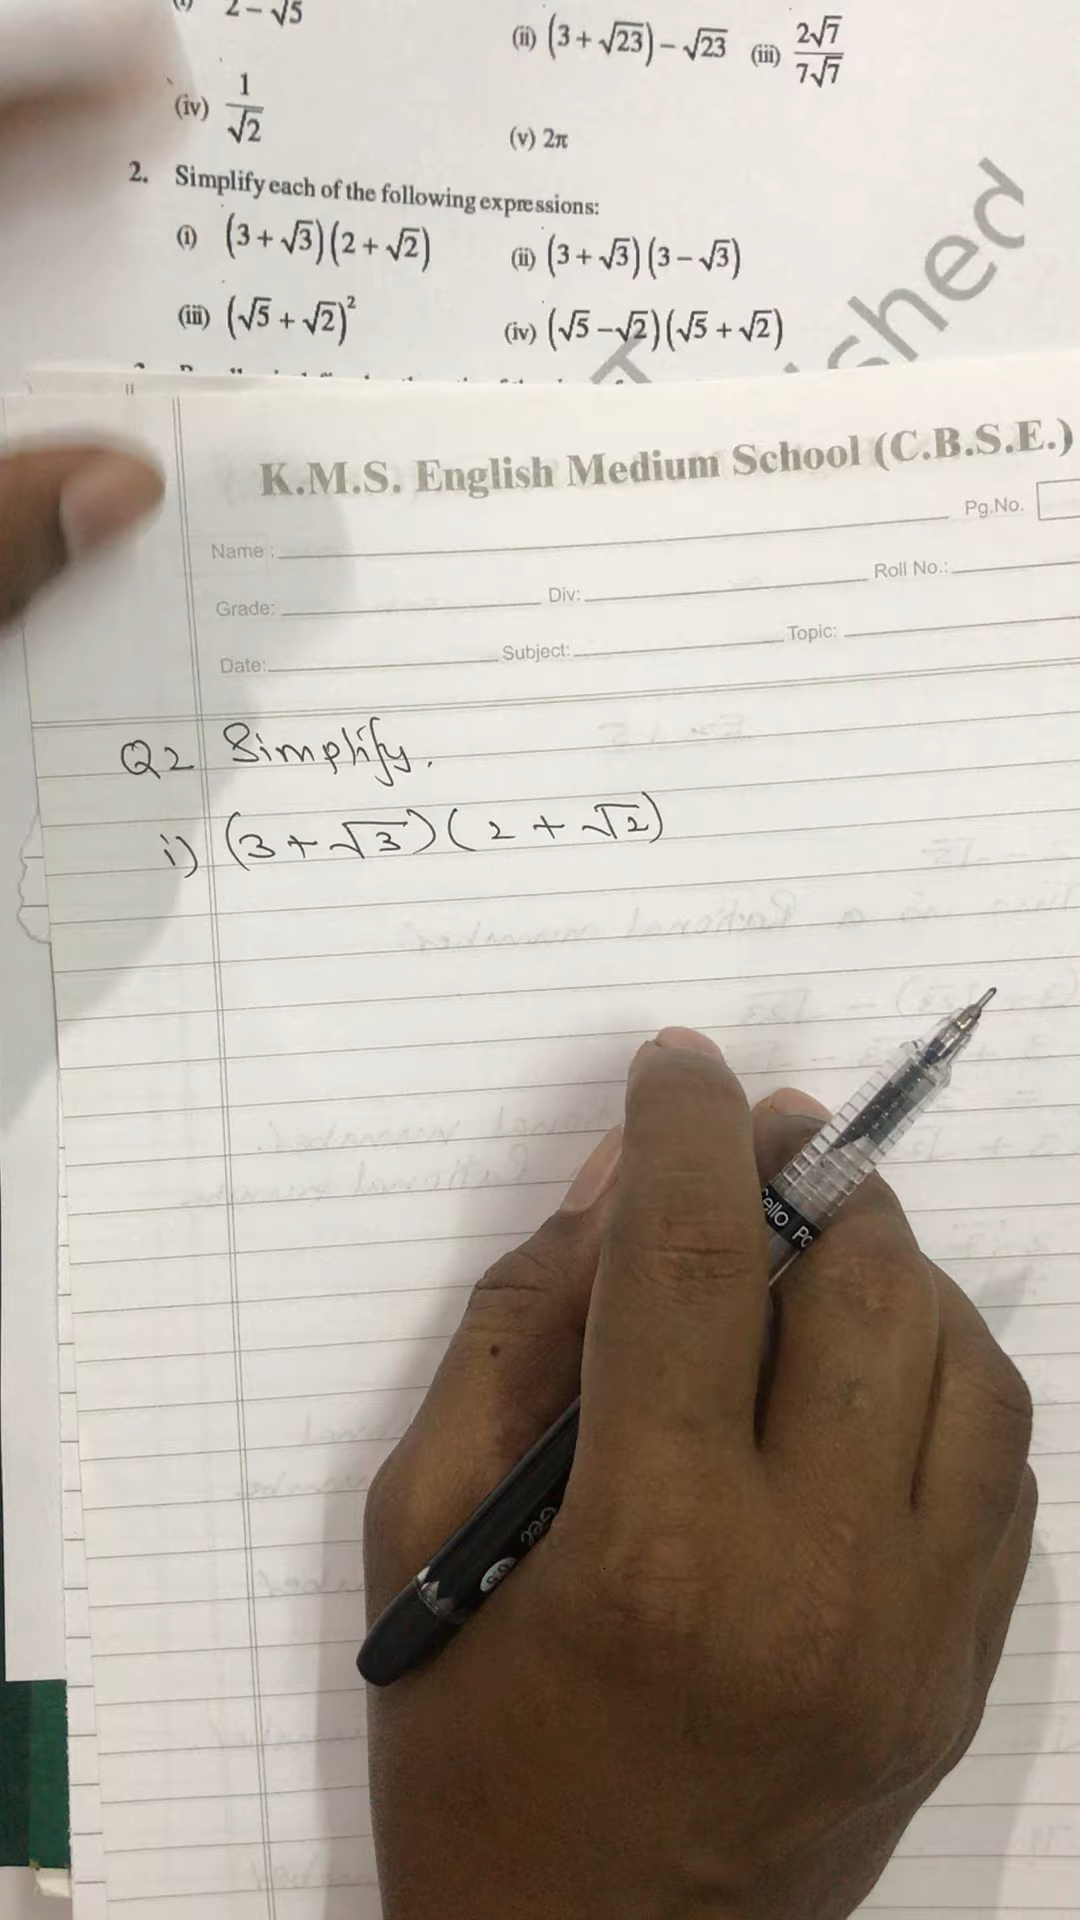 2 − √5
(ii) (3 + √23) − √23 (iii) 2√7/7√7
(iv) 1/√2
(v) 2π
2. Simplify each of the following expressions:
(i) (3 + √3)(2 + √2) (ii) (3 + √3)(3 − √3)
(iii) (√5 + √2)² (iv) (√5 − √2)(√5 + √2)
shed
K.M.S. English Medium School (C.B.S.E.)
Pg.No.
Name :
Roll No.:
Grade: Div:
Date: Subject: Topic:
Q2 Simplify.
i) (3 + √3)(2 + √2)